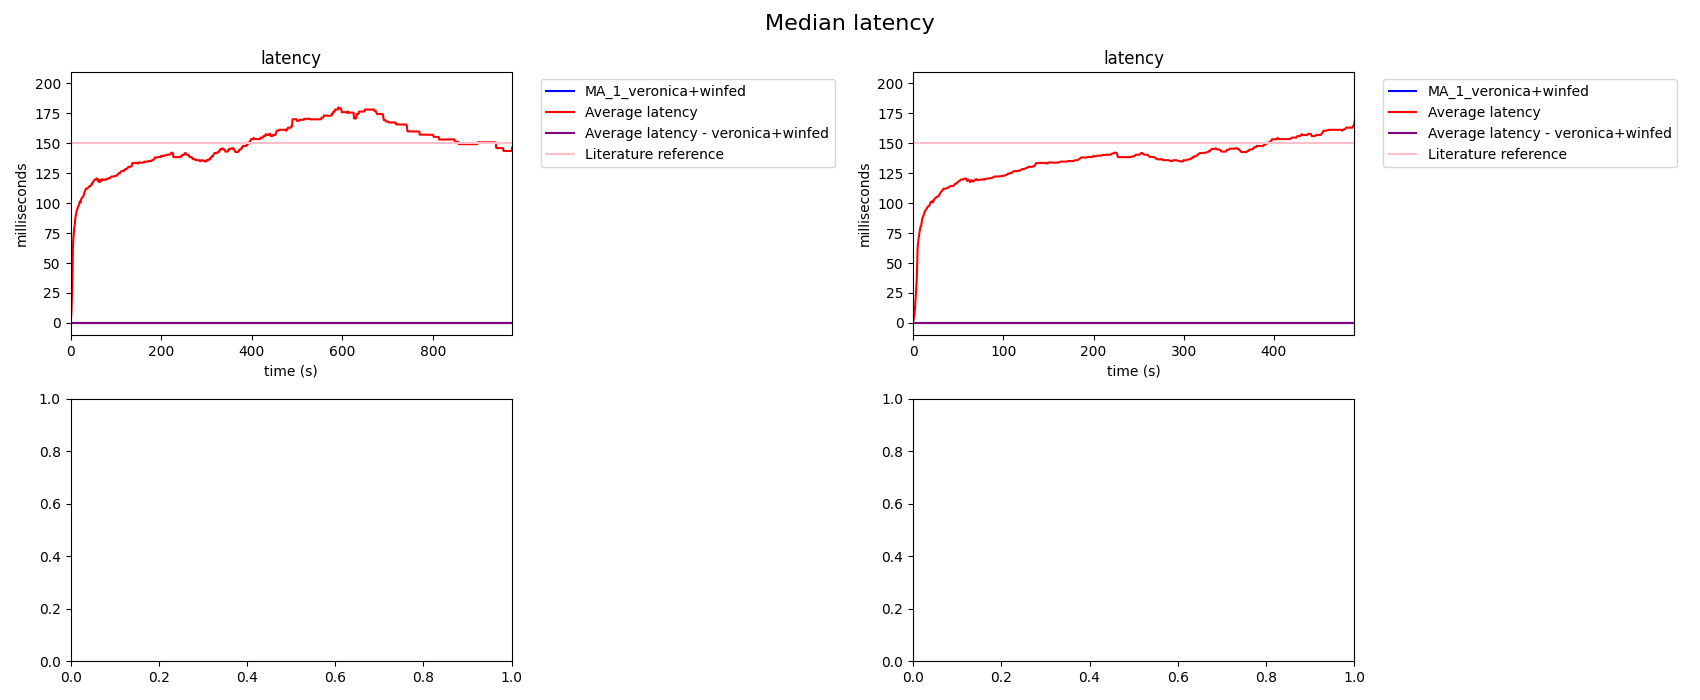 Median latency
latency
200
175
150
125
100
75
50
25
0
milliseconds
0 200 400 600 800
time (s)
MA_1_veronica+winfed
Average latency
Average latency - veronica+winfed
Literature reference
latency
200
175
150
125
100
75
50
25
0
milliseconds
0 100 200 300 400
time (s)
MA_1_veronica+winfed
Average latency
Average latency - veronica+winfed
Literature reference
1.0
0.8
0.6
0.4
0.2
0.0
0.0 0.2 0.4 0.6 0.8 1.0
1.0
0.8
0.6
0.4
0.2
0.0
0.0 0.2 0.4 0.6 0.8 1.0